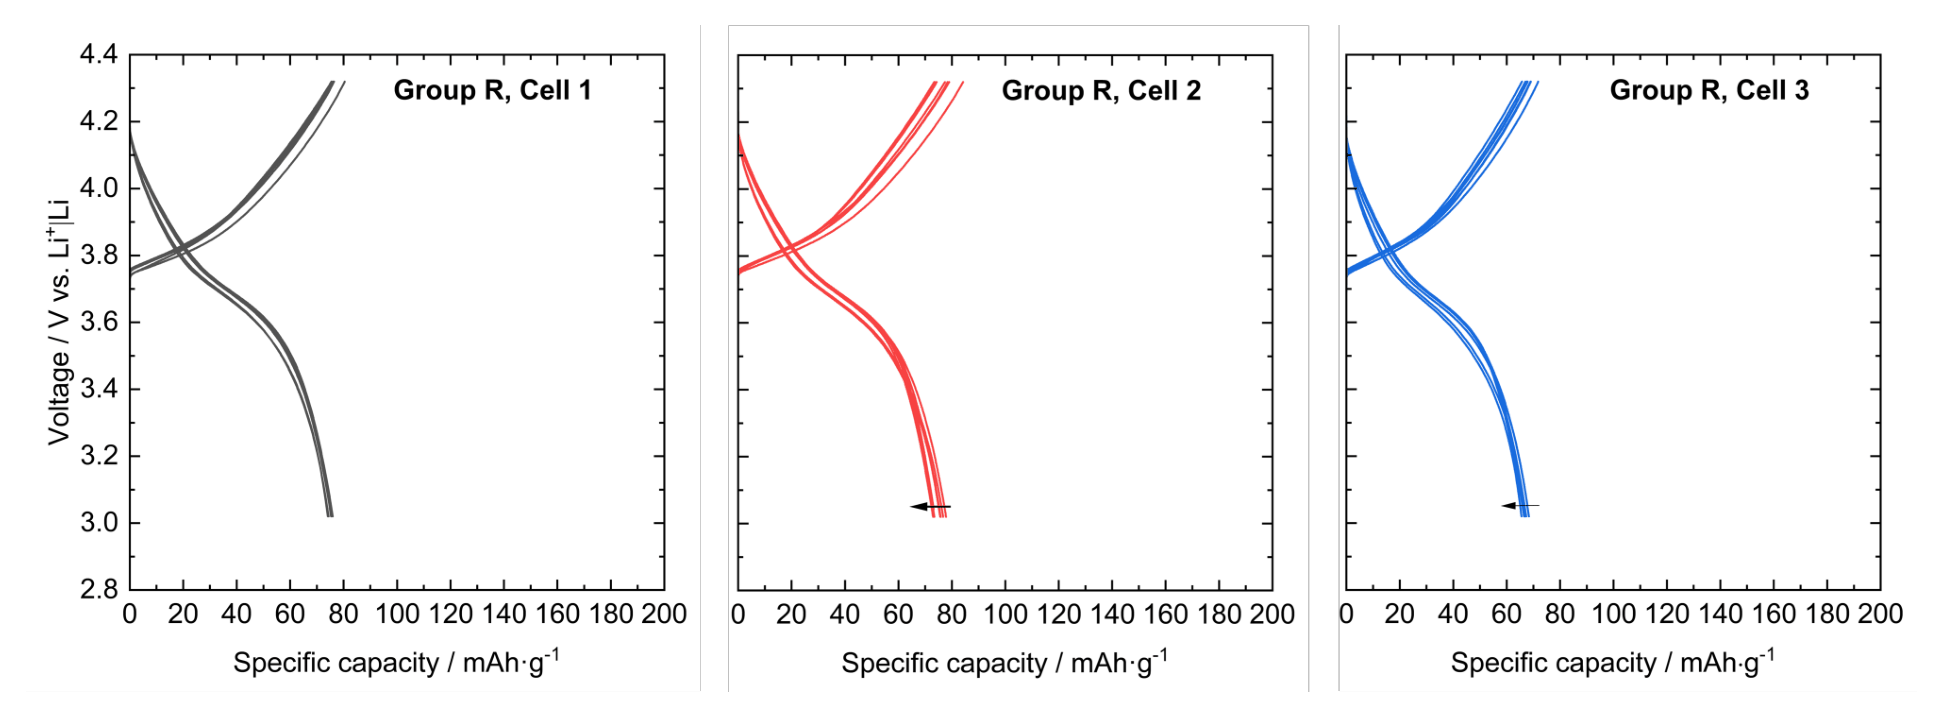 Group R, Cell 1
Voltage / V vs. Li⁺|Li
4.4
4.2
4.0
3.8
3.6
3.4
3.2
3.0
2.8
0 20 40 60 80 100 120 140 160 180 200
Specific capacity / mAh·g⁻¹
Group R, Cell 2
0 20 40 60 80 100 120 140 160 180 200
Specific capacity / mAh·g⁻¹
Group R, Cell 3
0 20 40 60 80 100 120 140 160 180 200
Specific capacity / mAh·g⁻¹